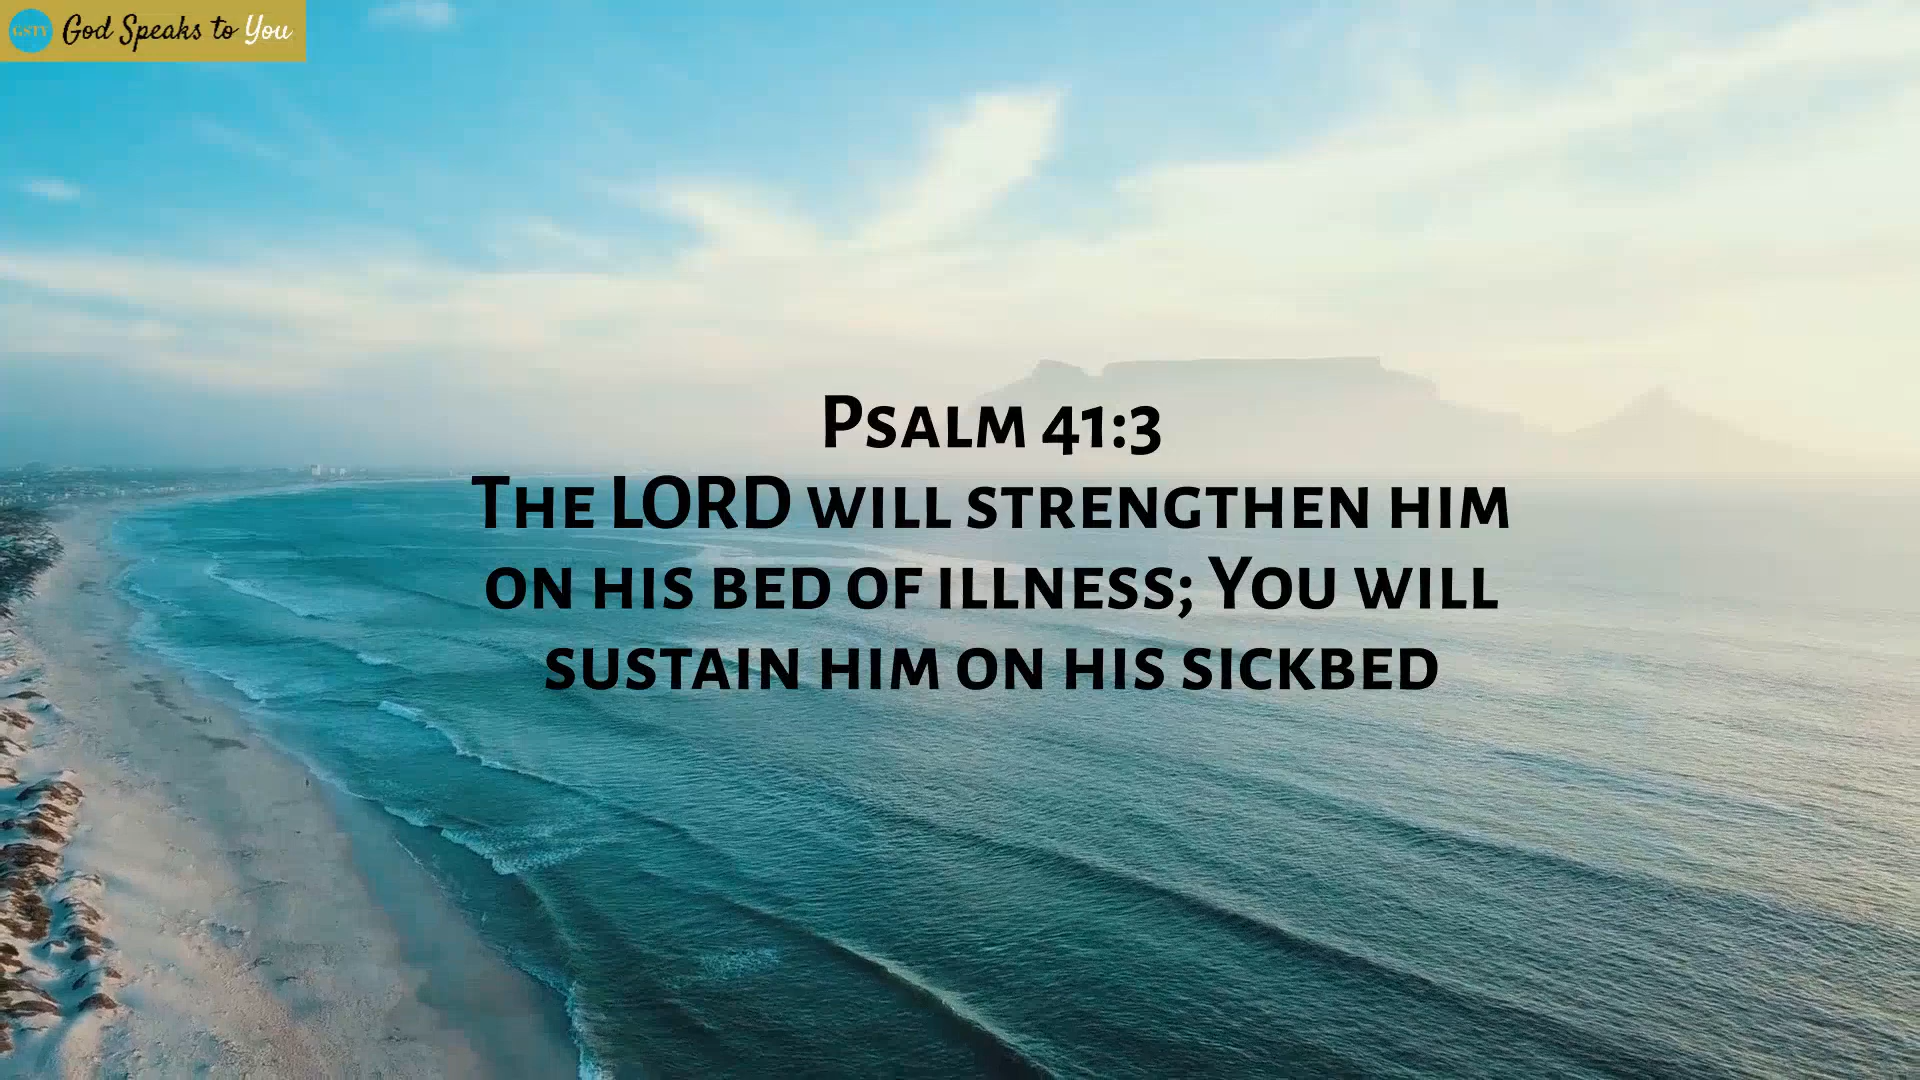 GSTY God Speaks to You
Psalm 41:3
The LORD will strengthen him
on his bed of illness; You will
sustain him on his sickbed